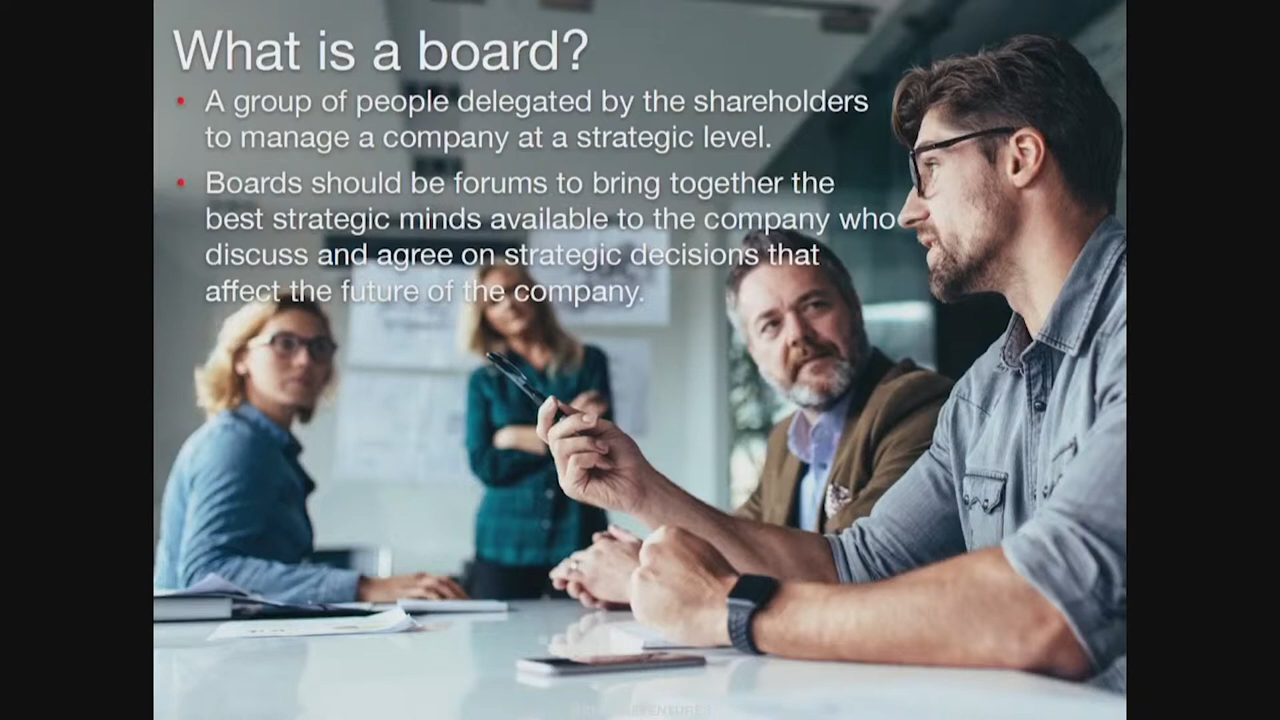 What is a board?
• A group of people delegated by the shareholders
to manage a company at a strategic level.
• Boards should be forums to bring together the
best strategic minds available to the company who
discuss and agree on strategic decisions that
affect the future of the company.